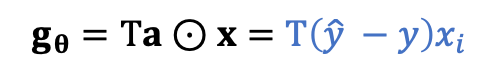 g_θ = Ta ⊙ x = T(ŷ − y)x_i